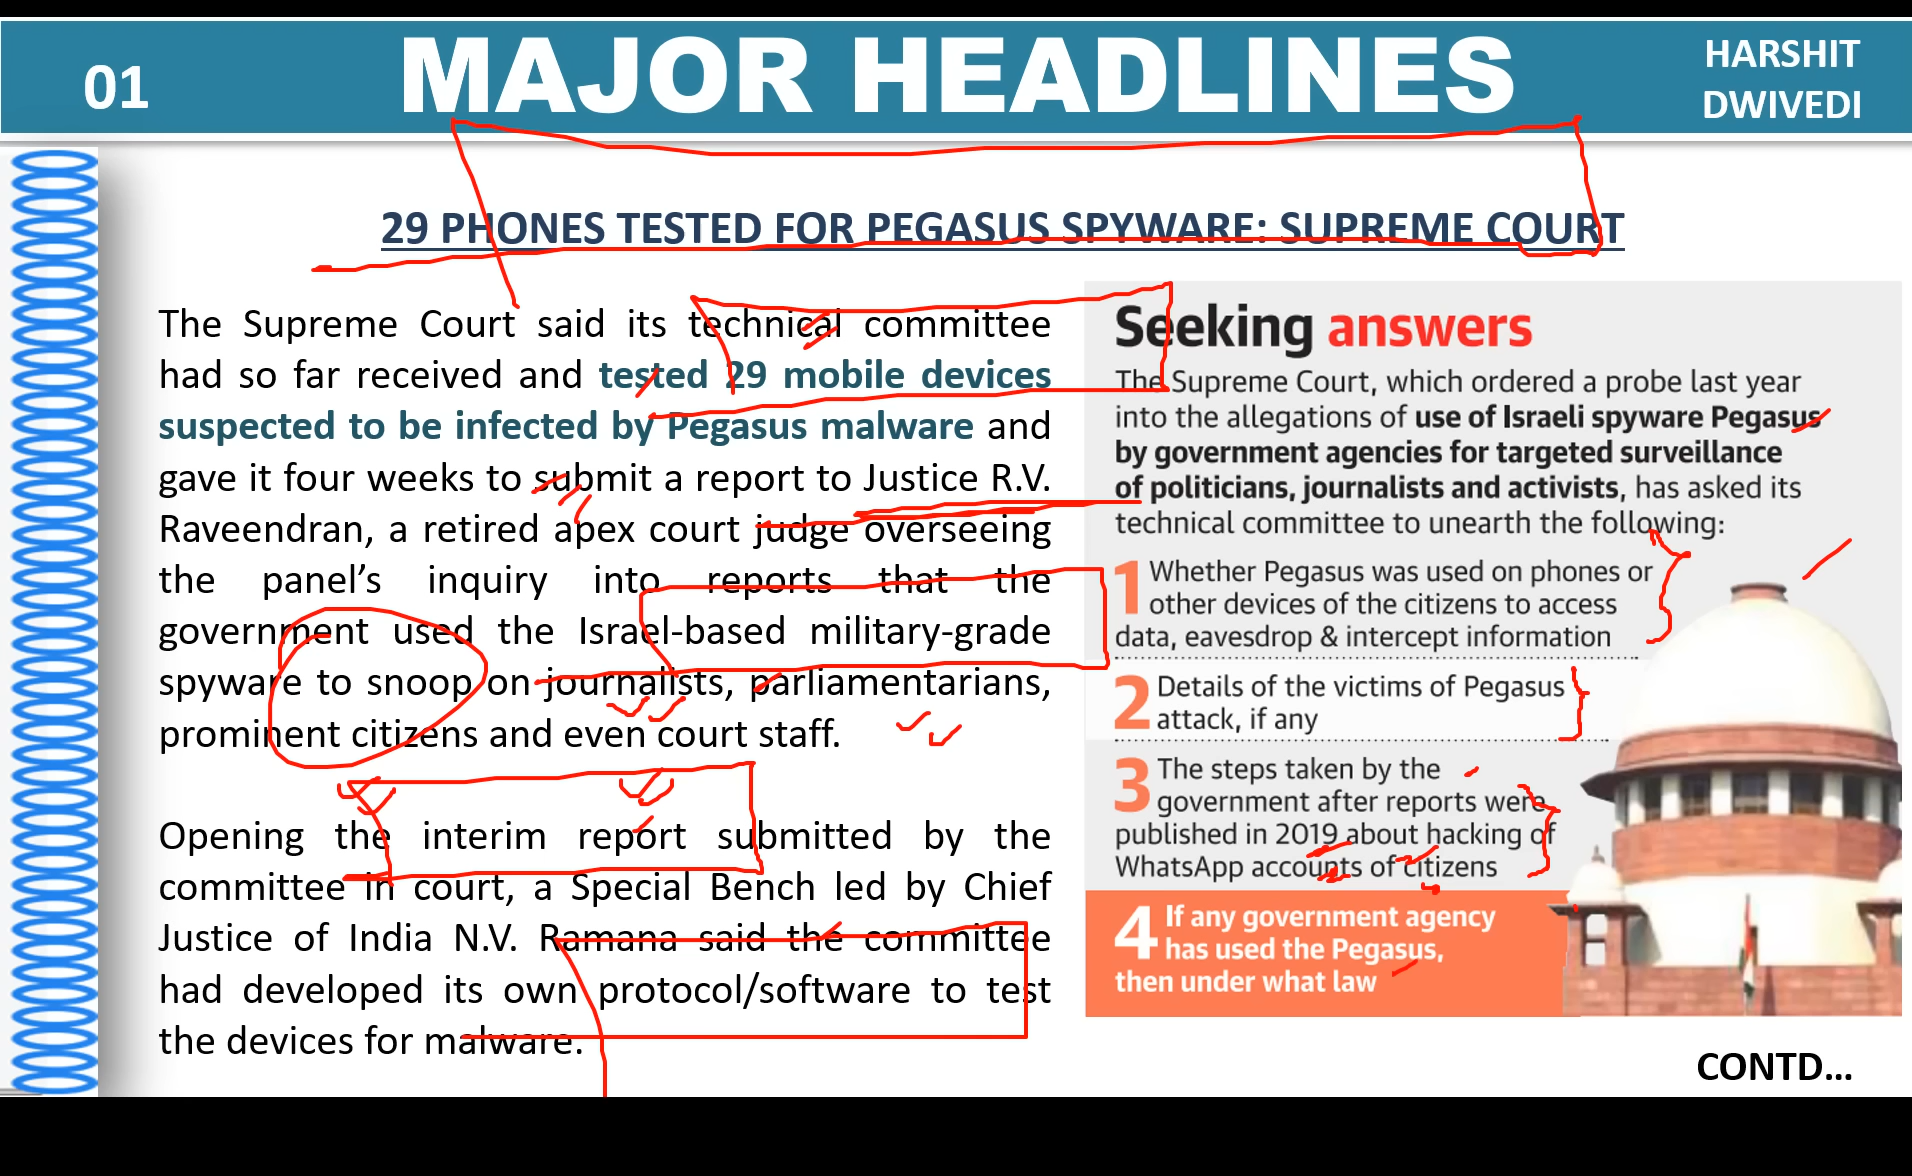 01
MAJOR HEADLINES
HARSHIT
DWIVEDI
29 PHONES TESTED FOR PEGASUS SPYWARE: SUPREME COURT
The Supreme Court said its technical committee
had so far received and tested 29 mobile devices
suspected to be infected by Pegasus malware and
gave it four weeks to submit a report to Justice R.V.
Raveendran, a retired apex court judge overseeing
the panel’s inquiry into reports that the
government used the Israel-based military-grade
spyware to snoop on journalists, parliamentarians,
prominent citizens and even court staff.
Opening the interim report submitted by the
committee in court, a Special Bench led by Chief
Justice of India N.V. Ramana said the committee
had developed its own protocol/software to test
the devices for malware.
Seeking answers
The Supreme Court, which ordered a probe last year
into the allegations of use of Israeli spyware Pegasus
by government agencies for targeted surveillance
of politicians, journalists and activists, has asked its
technical committee to unearth the following:
1 Whether Pegasus was used on phones or
other devices of the citizens to access
data, eavesdrop & intercept information
2 Details of the victims of Pegasus
attack, if any
3 The steps taken by the
government after reports were
published in 2019 about hacking of
WhatsApp accounts of citizens
4 If any government agency
has used the Pegasus,
then under what law
CONTD...